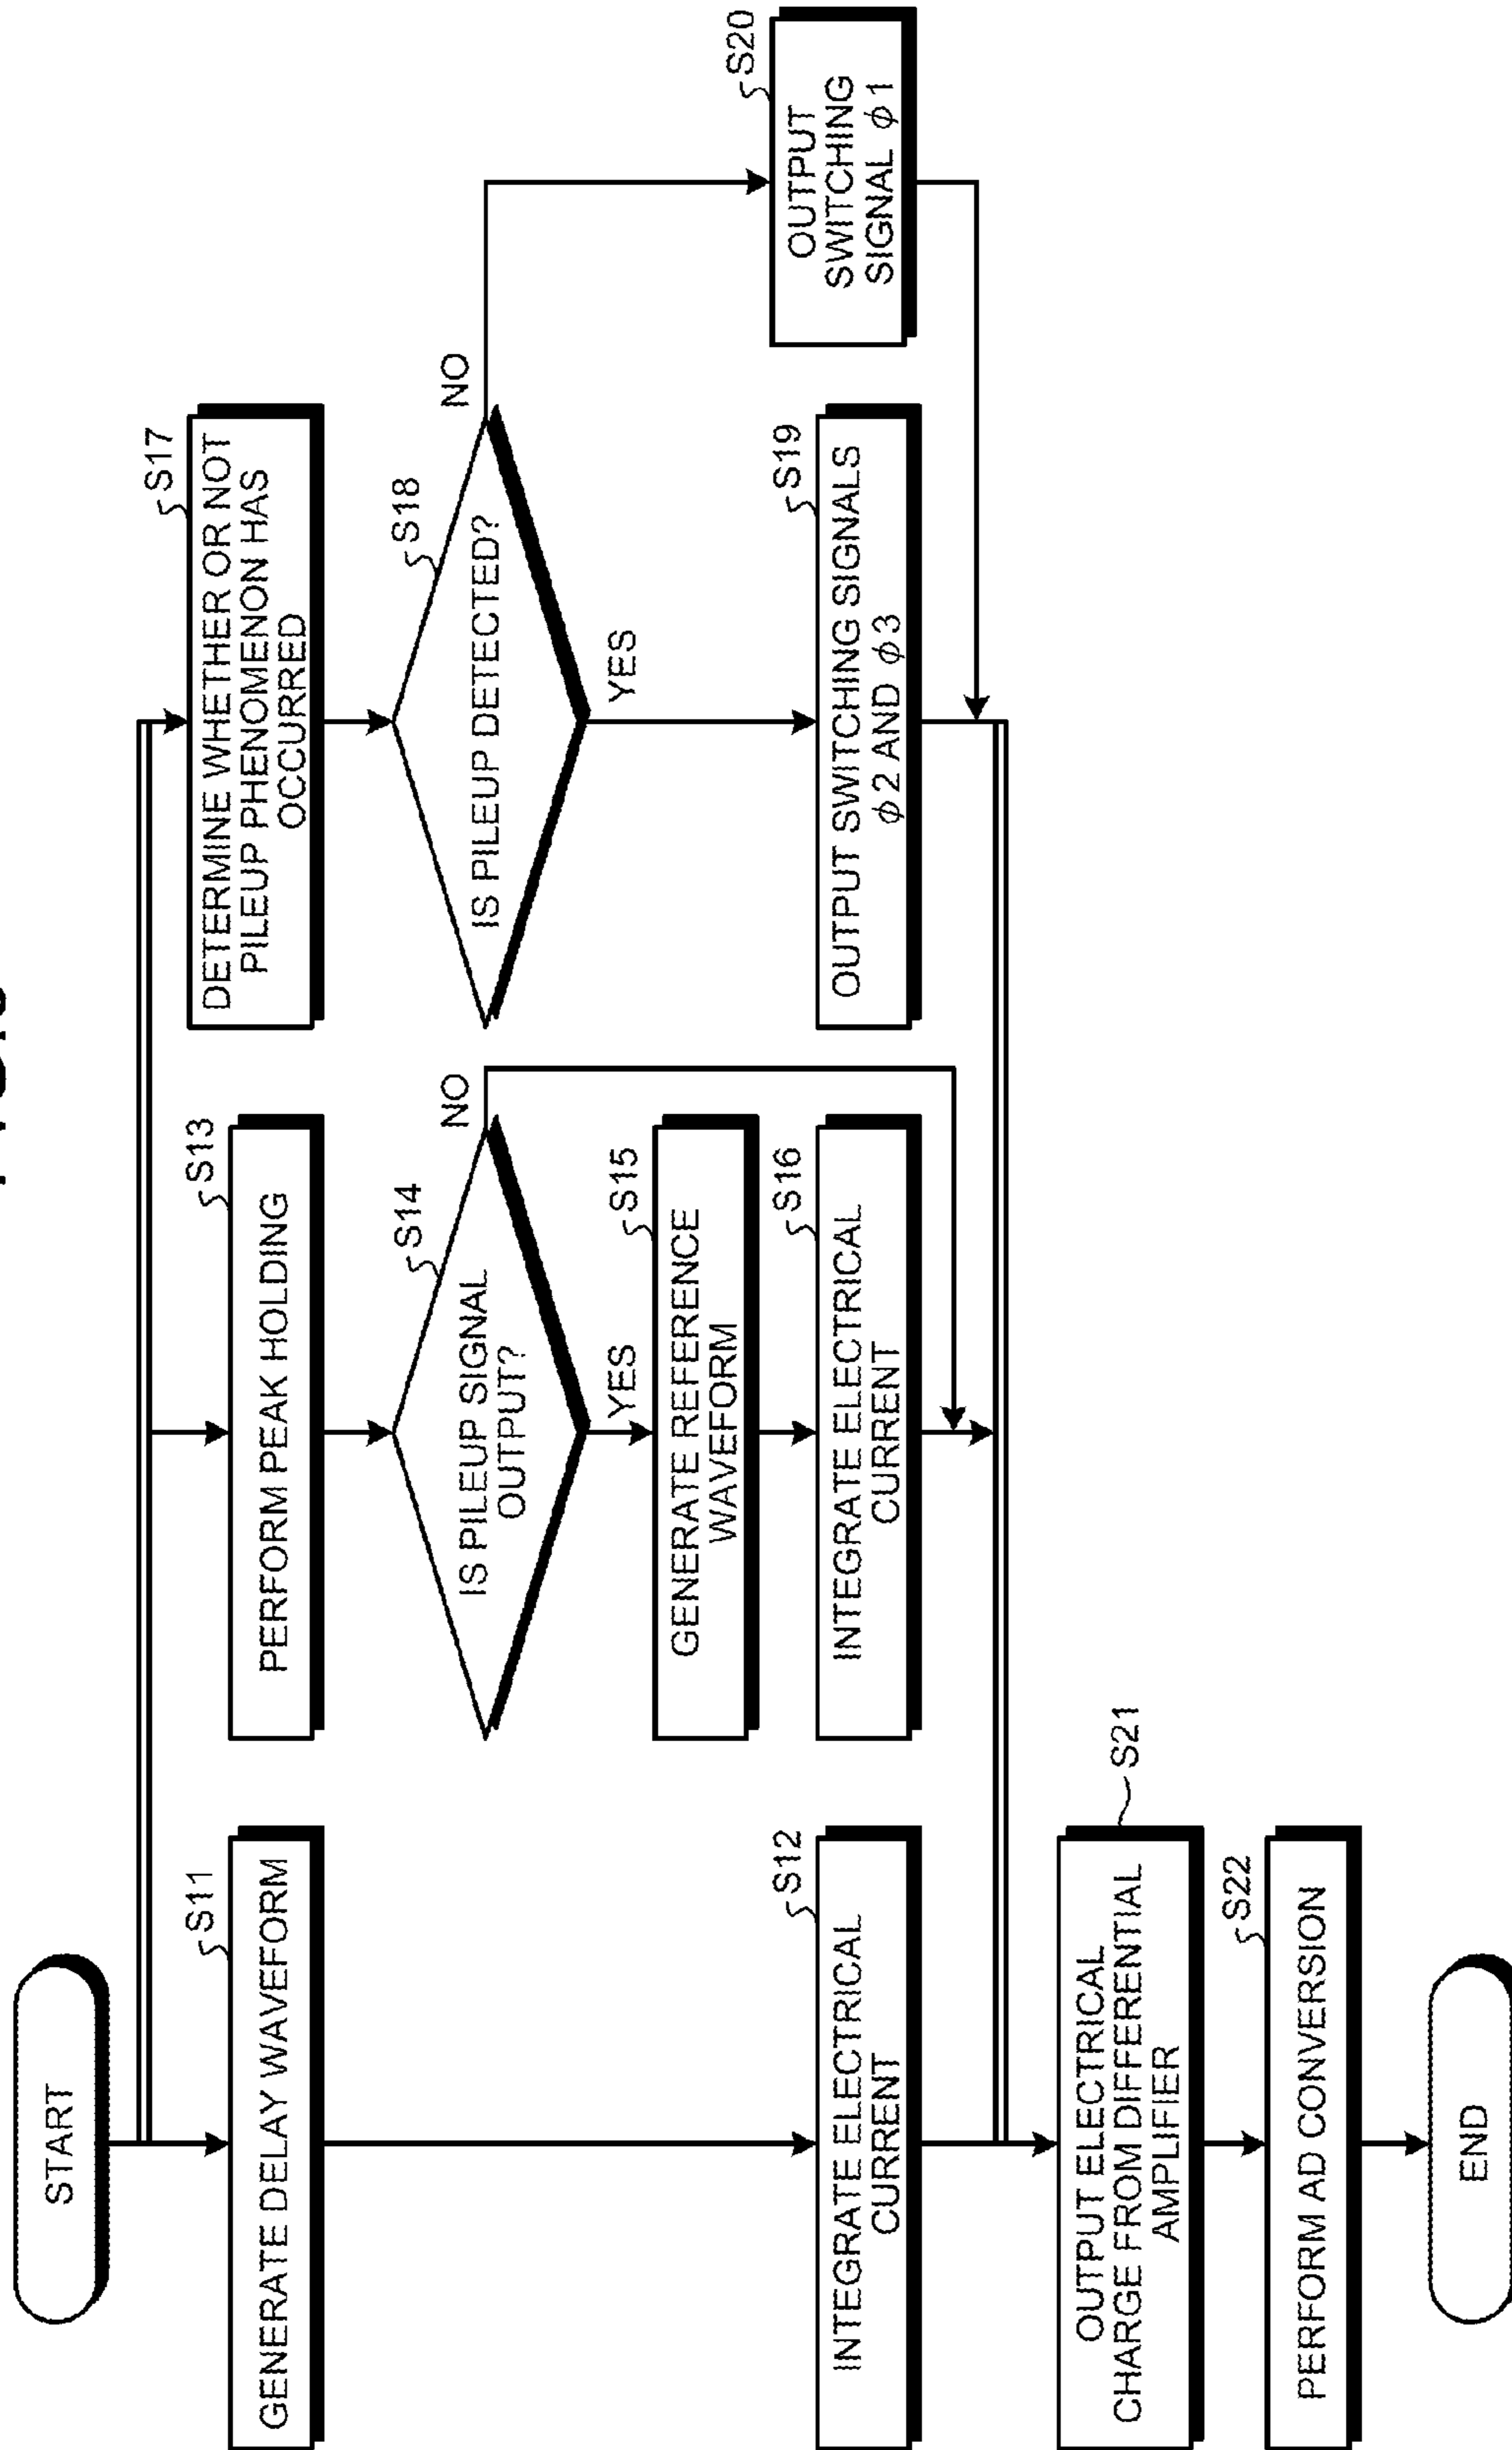 START
S11
GENERATE DELAY WAVEFORM
S12
INTEGRATE ELECTRICAL
CURRENT
S13
PERFORM PEAK HOLDING
S14
IS PILEUP SIGNAL
OUTPUT?
NO
YES
S15
GENERATE REFERENCE
WAVEFORM
S16
INTEGRATE ELECTRICAL
CURRENT
S17
DETERMINE WHETHER OR NOT
PILEUP PHENOMENON HAS
OCCURRED
S18
IS PILEUP DETECTED?
NO
YES
S19
OUTPUT SWITCHING SIGNALS
φ2 AND φ3
S20
OUTPUT
SWITCHING
SIGNAL φ1
S21
OUTPUT ELECTRICAL
CHARGE FROM DIFFERENTIAL
AMPLIFIER
S22
PERFORM AD CONVERSION
END